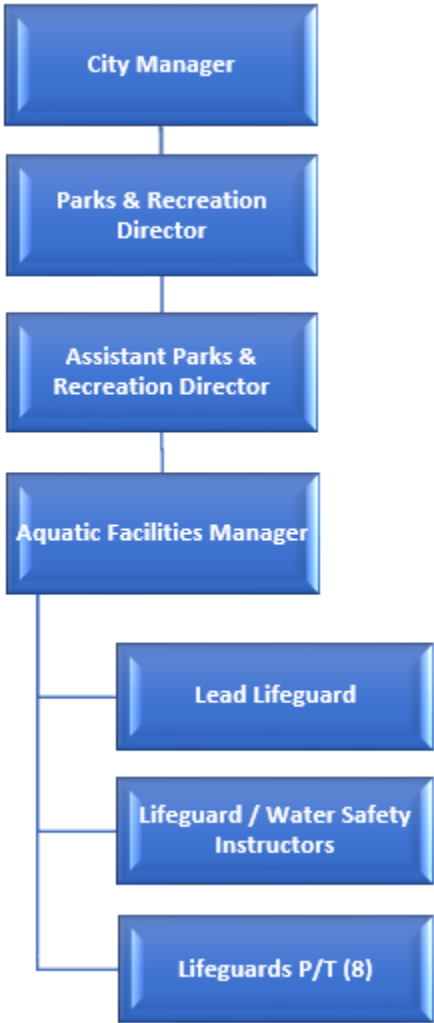 City Manager
Parks & Recreation
Director
Assistant Parks &
Recreation Director
Aquatic Facilities Manager
Lead Lifeguard
Lifeguard / Water Safety
Instructors
Lifeguards P/T (8)